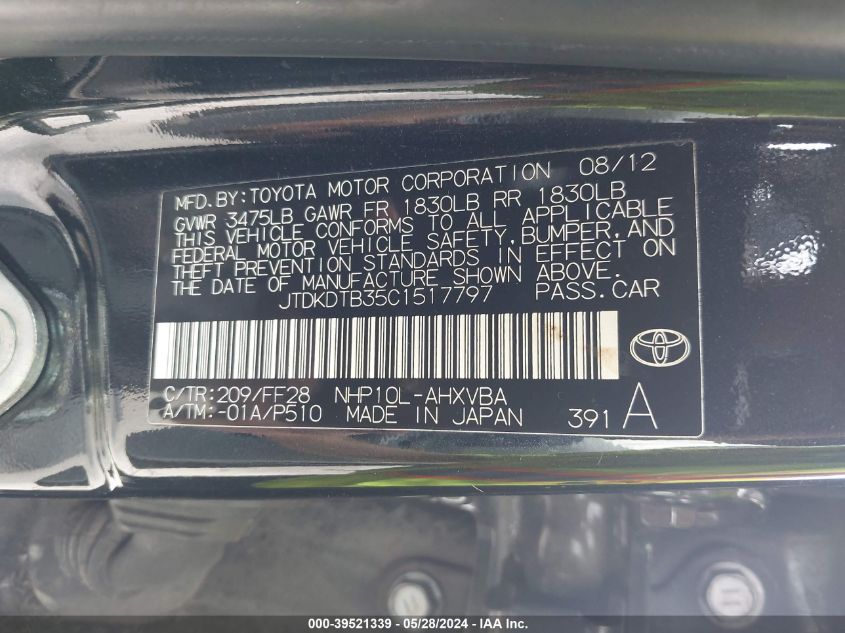 MFD. BY: TOYOTA MOTOR CORPORATION 08/12
GVWR 3475LB GAWR FR 1830LB RR 1830LB
THIS VEHICLE CONFORMS TO ALL APPLICABLE
FEDERAL MOTOR VEHICLE SAFETY, BUMPER, AND
THEFT PREVENTION STANDARDS IN EFFECT ON
THE DATE OF MANUFACTURE SHOWN ABOVE.
JTDKDTB35C1517797 PASS. CAR
C/TR: 209/FF28 NHP10L-AHXVBA
A/TM: -01A/P510 MADE IN JAPAN 391 A
000-39521339 - 05/28/2024 - IAA Inc.